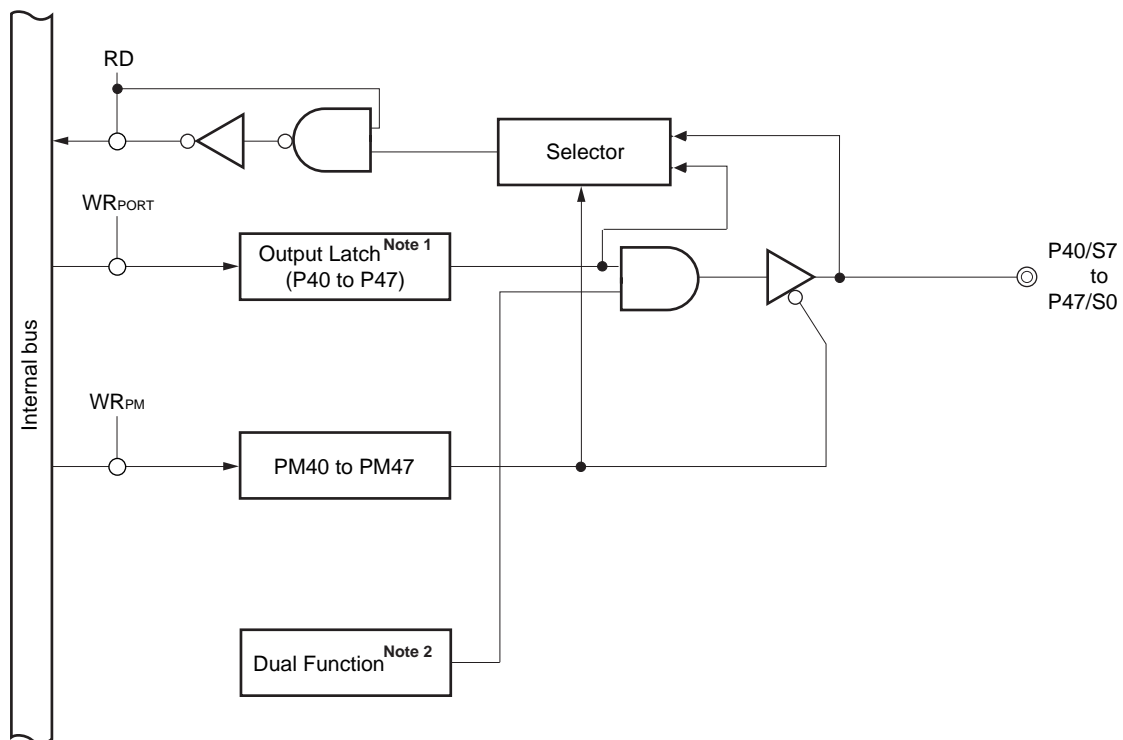 RD
Selector
WRPORT
Output Latch Note 1
(P40 to P47)
P40/S7
to
P47/S0
Internal bus
WRPM
PM40 to PM47
Dual Function Note 2